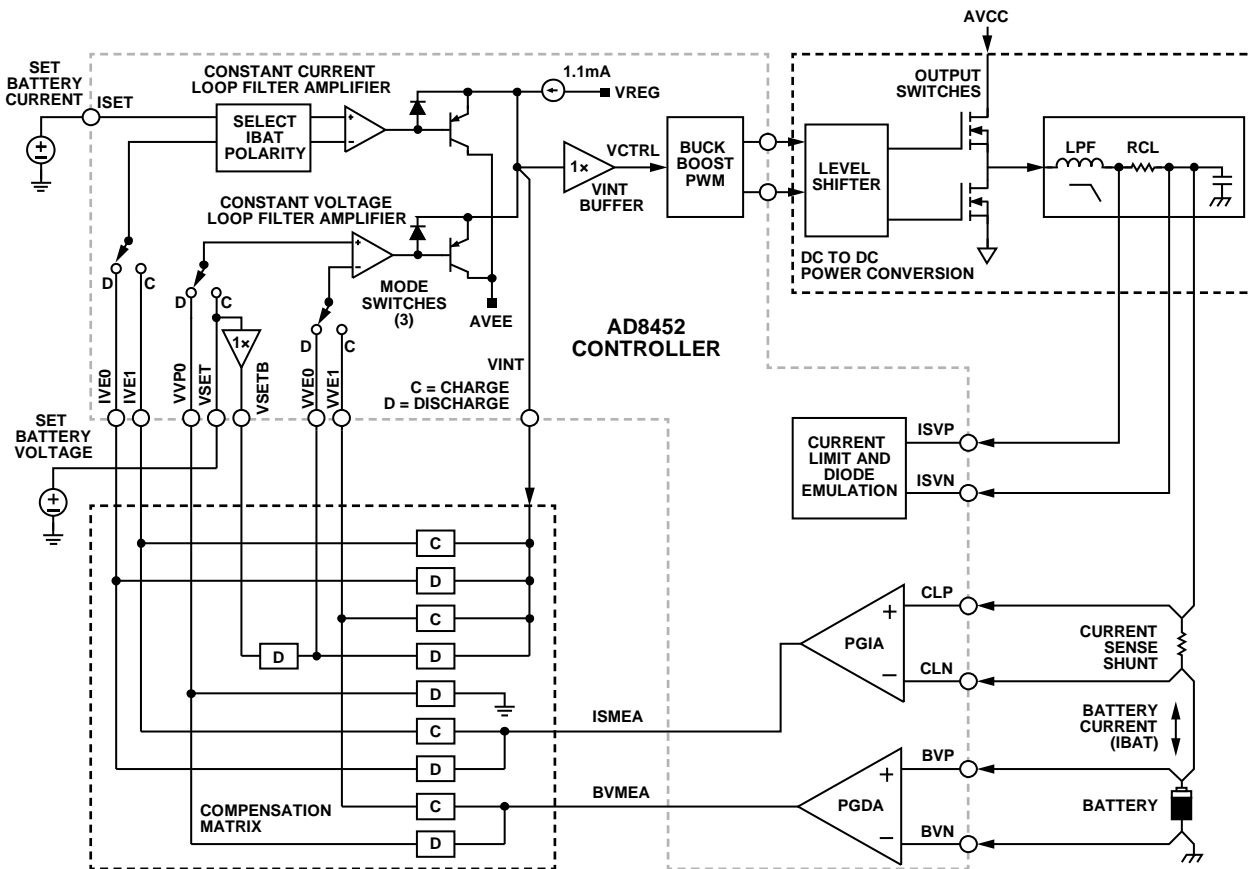 AVCC
SET
BATTERY
CURRENT
ISET
CONSTANT CURRENT
LOOP FILTER AMPLIFIER
1.1mA
VREG
OUTPUT
SWITCHES
SELECT
IBAT
POLARITY
+
−
1×
VCTRL
VINT
BUFFER
BUCK
BOOST
PWM
LEVEL
SHIFTER
LPF
RCL
CONSTANT VOLTAGE
LOOP FILTER AMPLIFIER
+
−
DC TO DC
POWER CONVERSION
D
C
D
C
D
C
MODE
SWITCHES
(3)
AVEE
1×
AD8452
CONTROLLER
IVE0
IVE1
VVP0
VSET
VSETB
VVE0
VVE1
VINT
C = CHARGE
D = DISCHARGE
SET
BATTERY
VOLTAGE
CURRENT
LIMIT AND
DIODE
EMULATION
ISVP
ISVN
C
D
C
D
D
D
C
D
C
D
COMPENSATION
MATRIX
ISMEA
BVMEA
PGIA
+
−
CLP
CLN
CURRENT
SENSE
SHUNT
BATTERY
CURRENT
(IBAT)
PGDA
+
−
BVP
BVN
BATTERY